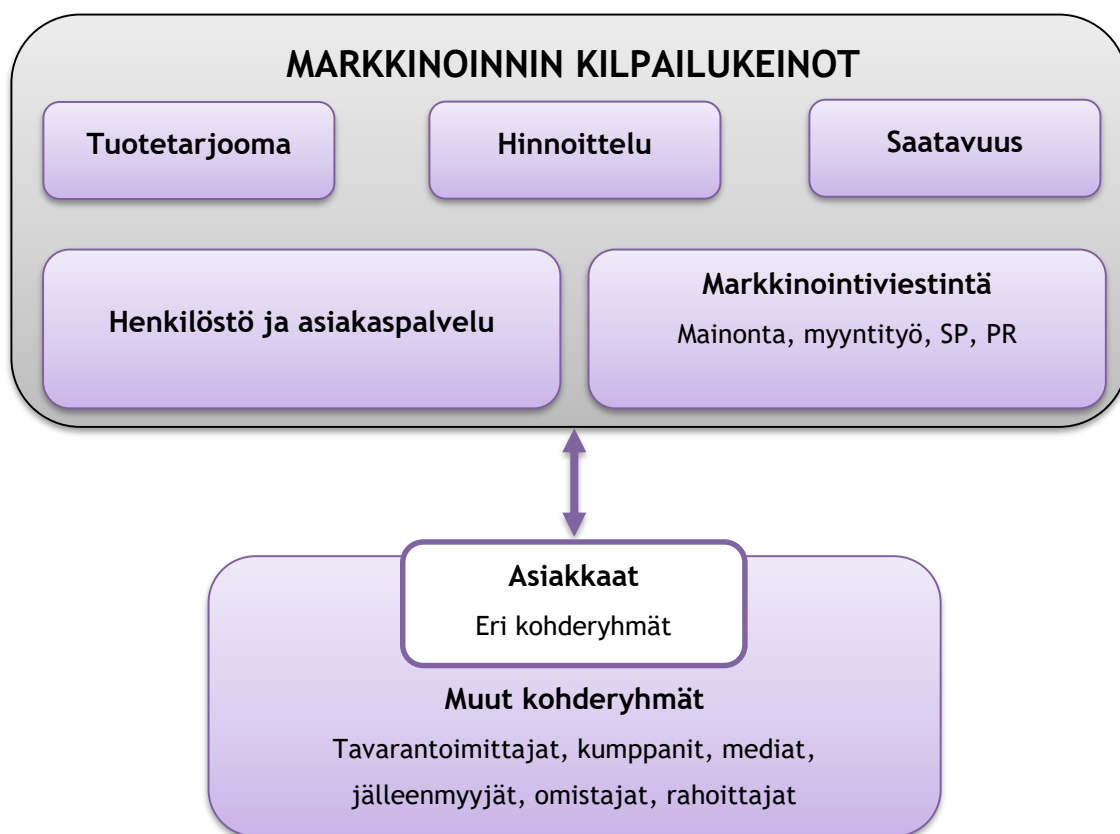 MARKKINOINNIN KILPAILUKEINOT
Tuotetarjooma
Hinnoittelu
Saatavuus
Henkilöstö ja asiakaspalvelu
Markkinointiviestintä
Mainonta, myyntityö, SP, PR
Asiakkaat
Eri kohderyhmät
Muut kohderyhmät
Tavarantoimittajat, kumppanit, mediat,
jälleenmyyjät, omistajat, rahoittajat